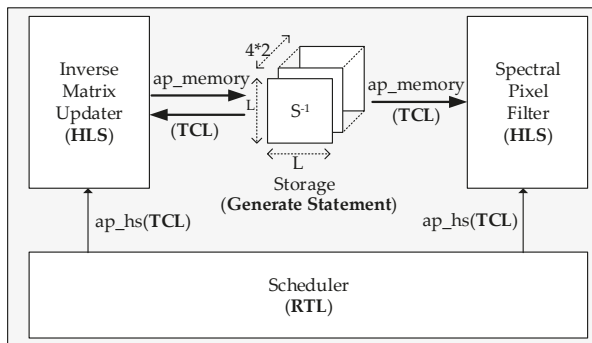 Inverse
Matrix
Updater
(HLS)
ap_memory
(TCL)
4*2
L
S-1
L
Storage
(Generate Statement)
ap_memory
(TCL)
Spectral
Pixel
Filter
(HLS)
ap_hs(TCL)
ap_hs(TCL)
Scheduler
(RTL)